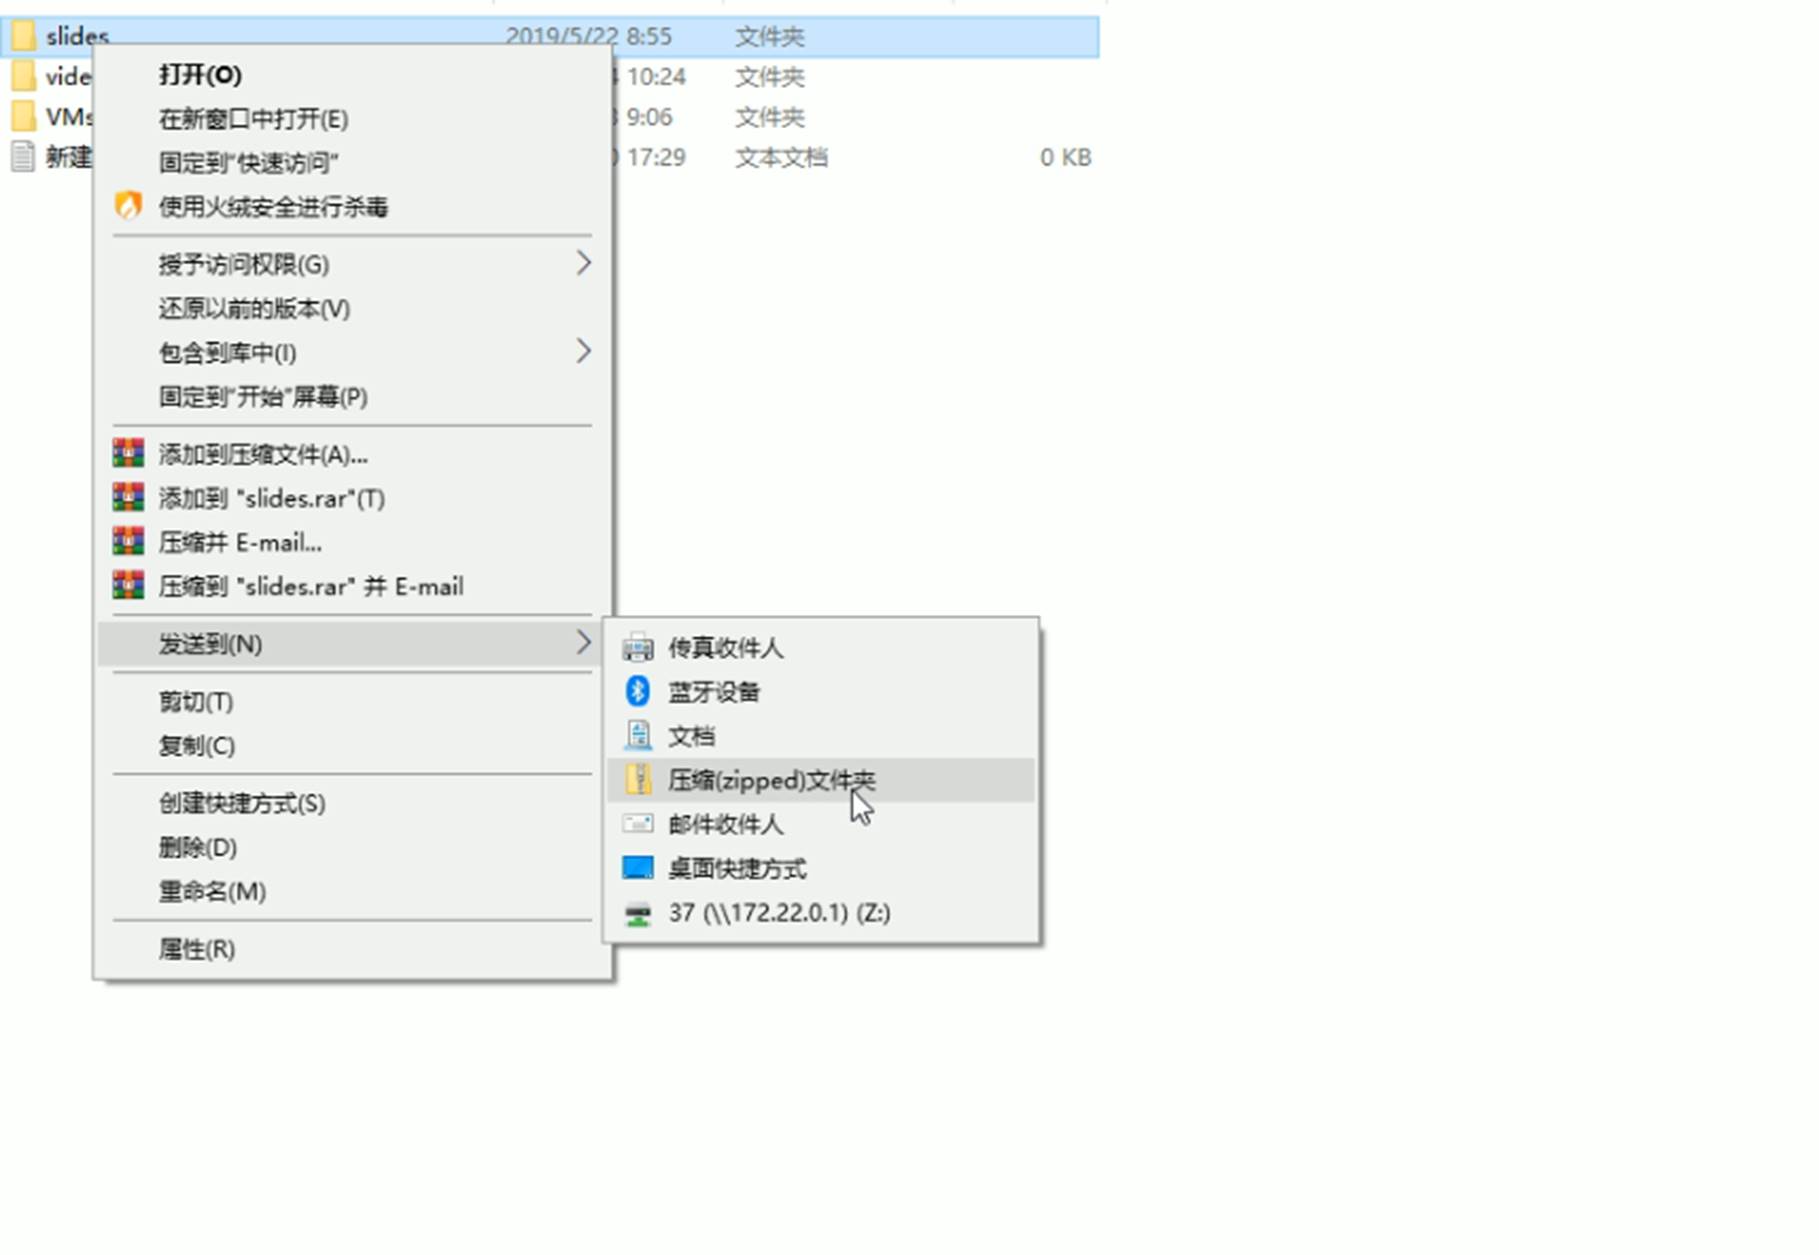 slides 2019/5/22 8:55 文件夹
vide 10:24 文件夹
VMs 9:06 文件夹
新建 17:29 文本文档 0 KB
打开(O)
在新窗口中打开(E)
固定到"快速访问"
使用火绒安全进行杀毒
授予访问权限(G)
还原以前的版本(V)
包含到库中(I)
固定到"开始"屏幕(P)
添加到压缩文件(A)...
添加到 "slides.rar"(T)
压缩并 E-mail...
压缩到 "slides.rar" 并 E-mail
发送到(N)
剪切(T)
复制(C)
创建快捷方式(S)
删除(D)
重命名(M)
属性(R)
传真收件人
蓝牙设备
文档
压缩(zipped)文件夹
邮件收件人
桌面快捷方式
37 (\\172.22.0.1) (Z:)